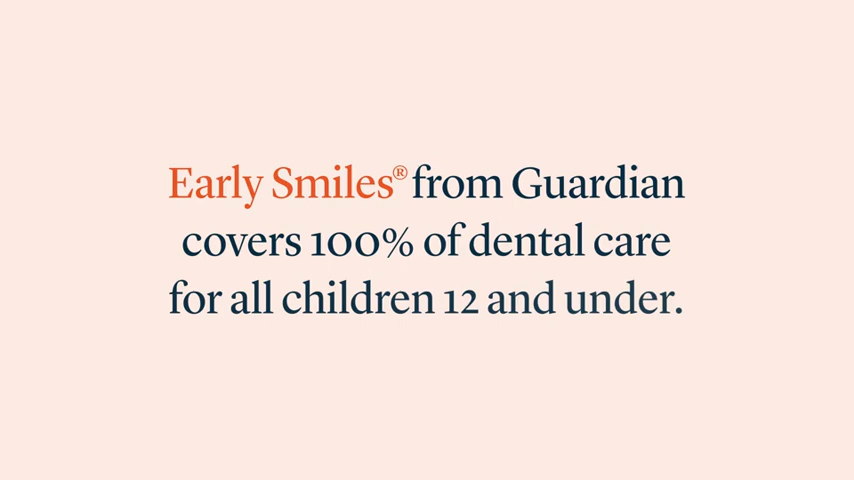 Early Smiles® from Guardian
covers 100% of dental care
for all children 12 and under.